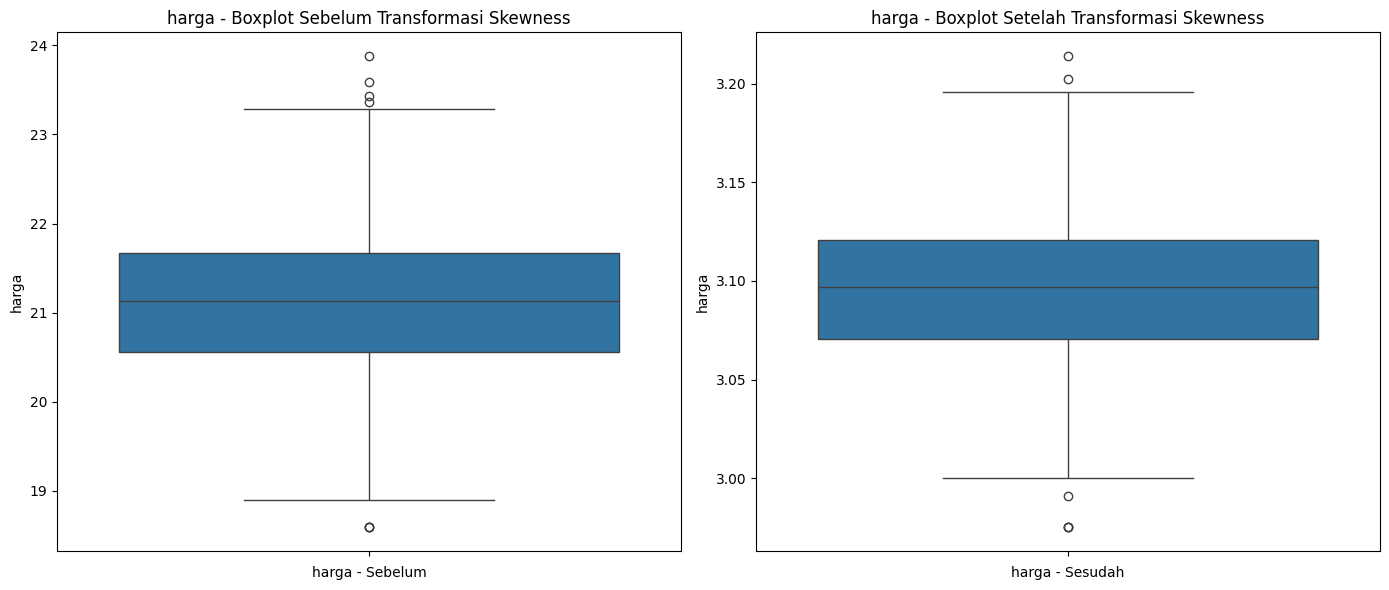 harga - Boxplot Sebelum Transformasi Skewness
24
23
22
21
20
19
harga
harga - Sebelum
harga - Boxplot Setelah Transformasi Skewness
3.20
3.15
3.10
3.05
3.00
harga
harga - Sesudah